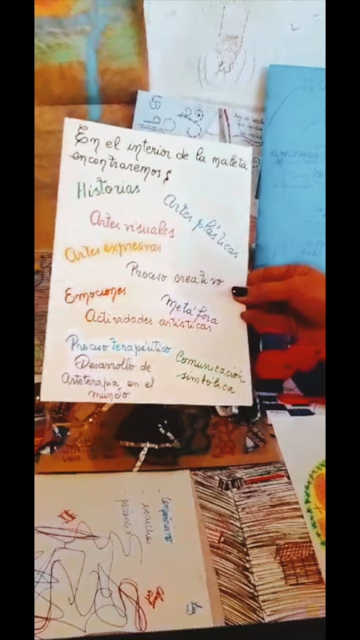 En el interior de la maleta
encontraremos:
Historias
Artes plásticas
Artes visuales
Artes expresivas
Proceso creativo
Emociones
Metáfora
Actividades artísticas
Proceso terapéutico
Comunicación
simbólica
Desarrollo de
Arteterapia en el
mundo